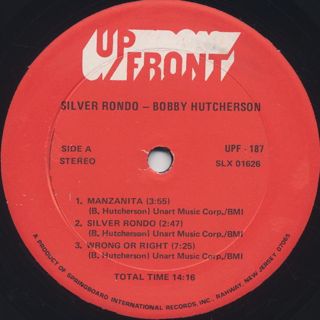 UP
FRONT
SILVER RONDO – BOBBY HUTCHERSON
SIDE A
STEREO
UPF - 187
SLX 01626
1. MANZANITA (3:55)
(B. Hutcherson) Unart Music Corp./BMI
2. SILVER RONDO (2:47)
(B. Hutcherson) Unart Music Corp./BMI
3. WRONG OR RIGHT (7:25)
(B. Hutcherson) Unart Music Corp./BMI
TOTAL TIME 14:16
A PRODUCT OF SPRINGBOARD INTERNATIONAL RECORDS, INC., RAHWAY, NEW JERSEY 07065